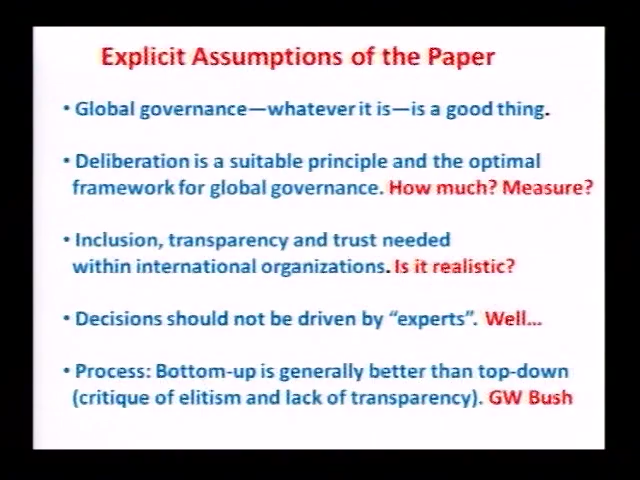 Explicit Assumptions of the Paper
• Global governance—whatever it is—is a good thing.
• Deliberation is a suitable principle and the optimal
framework for global governance. How much? Measure?
• Inclusion, transparency and trust needed
within international organizations. Is it realistic?
• Decisions should not be driven by “experts”. Well…
• Process: Bottom-up is generally better than top-down
(critique of elitism and lack of transparency). GW Bush